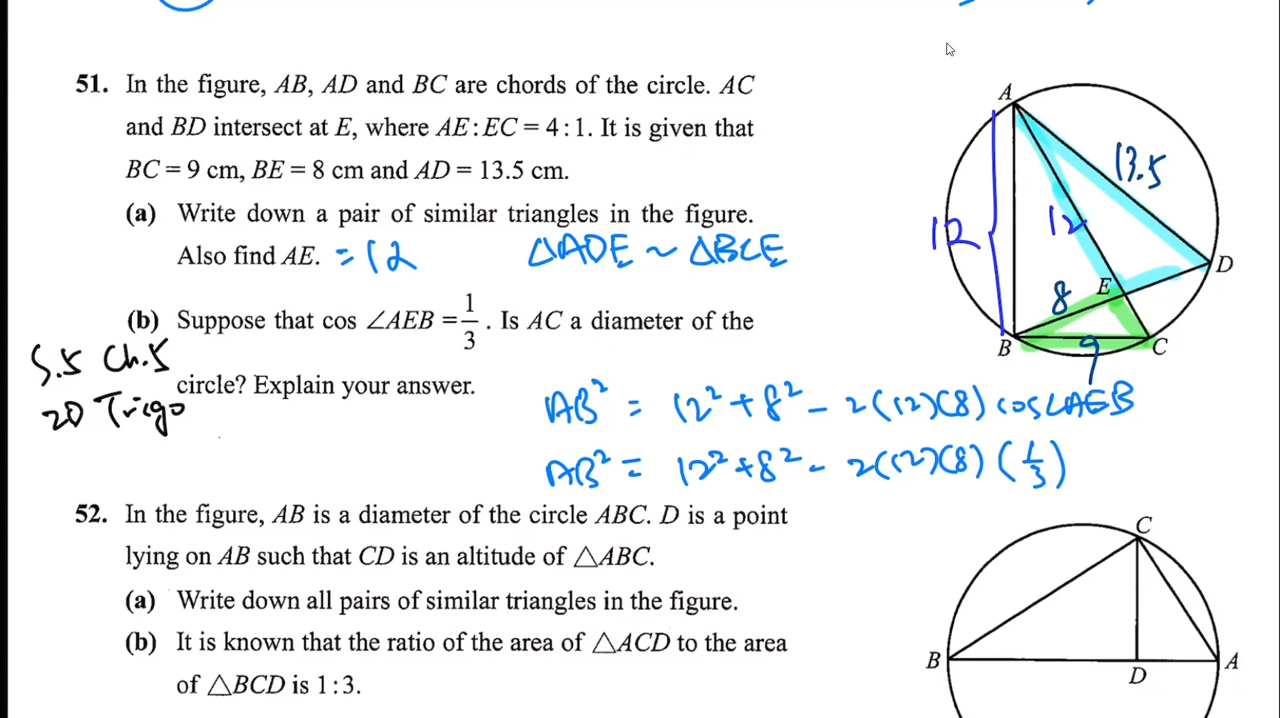 51. In the figure, AB, AD and BC are chords of the circle. AC
and BD intersect at E, where AE : EC = 4 : 1. It is given that
BC = 9 cm, BE = 8 cm and AD = 13.5 cm.
(a) Write down a pair of similar triangles in the figure.
Also find AE. = 12 △ADE ~ △BCE
(b) Suppose that cos ∠AEB = 1/3 . Is AC a diameter of the
circle? Explain your answer.
S.5 Ch.5
20 Trigo
AB² = 12² + 8² - 2(12)(8) cos∠AEB
AB² = 12² + 8² - 2(12)(8)(1/3)
A
13.5
12
12
D
E
8
B
9
C
52. In the figure, AB is a diameter of the circle ABC. D is a point
lying on AB such that CD is an altitude of △ABC.
(a) Write down all pairs of similar triangles in the figure.
(b) It is known that the ratio of the area of △ACD to the area
of △BCD is 1 : 3.
C
B
A
D